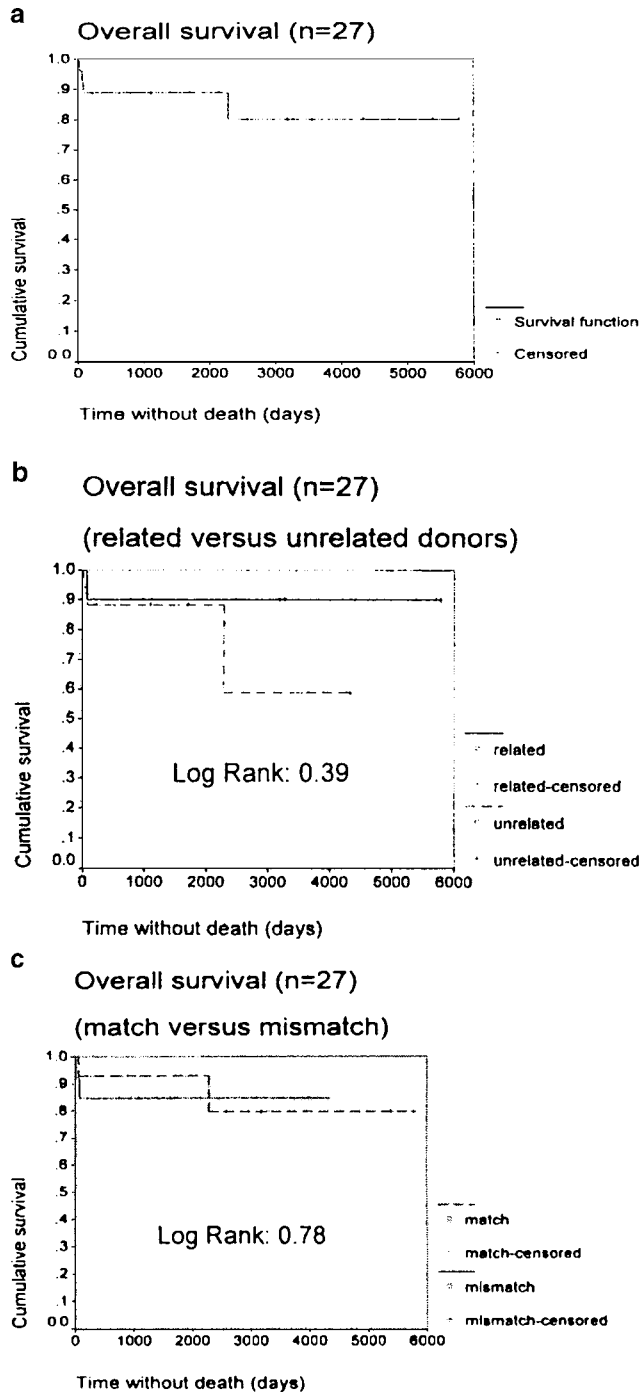 a
Overall survival (n=27)
1.0
.9
.8
.7
.6
.5
.4
.3
.2
.1
0 0
Cumulative survival
0 1000 2000 3000 4000 5000 6000
Time without death (days)
Survival function
Censored
b
Overall survival (n=27)
(related versus unrelated donors)
1.0
.9
.8
.7
.6
.5
.4
.3
.2
.1
0.0
Cumulative survival
Log Rank: 0.39
0 1000 2000 3000 4000 5000 6000
Time without death (days)
related
related-censored
unrelated
unrelated-censored
c
Overall survival (n=27)
(match versus mismatch)
1.0
.9
.8
.7
.6
.5
.4
.3
.2
.1
0 0
Cumulative survival
Log Rank: 0.78
0 1000 2000 3000 4000 5000 6000
Time without death (days)
match
match-censored
mismatch
mismatch-censored